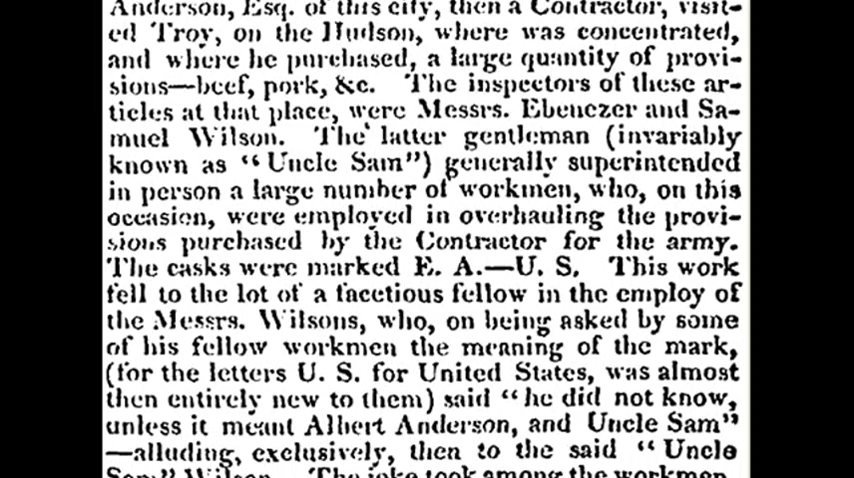 Anderson, Esq. of this city, then a Contractor, visit-
ed Troy, on the Hudson, where was concentrated,
and where he purchased, a large quantity of provi-
sions—beef, pork, &c. The inspectors of these ar-
ticles at that place, were Messrs. Ebenezer and Sa-
muel Wilson. The latter gentleman (invariably
known as “Uncle Sam”) generally superintended
in person a large number of workmen, who, on this
occasion, were employed in overhauling the provi-
sions purchased by the Contractor for the army.
The casks were marked E. A.—U. S. This work
fell to the lot of a facetious fellow in the employ of
the Messrs. Wilsons, who, on being asked by some
of his fellow workmen the meaning of the mark,
(for the letters U. S. for United States, was almost
then entirely new to them) said “he did not know,
unless it meant Albert Anderson, and Uncle Sam”
—alluding, exclusively, then to the said “Uncle
Sam” Wilson. The joke took among the workmen,